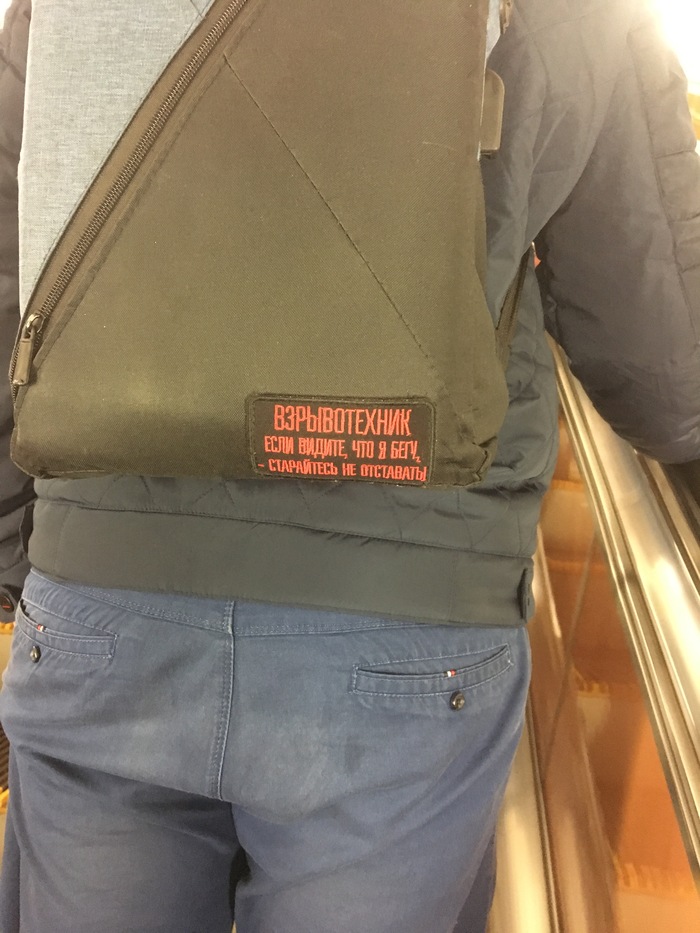 ВЗРЫВОТЕХНИК
ЕСЛИ ВИДИТЕ, ЧТО Я БЕГУ,
- СТАРАЙТЕСЬ НЕ ОТСТАВАТЬ!